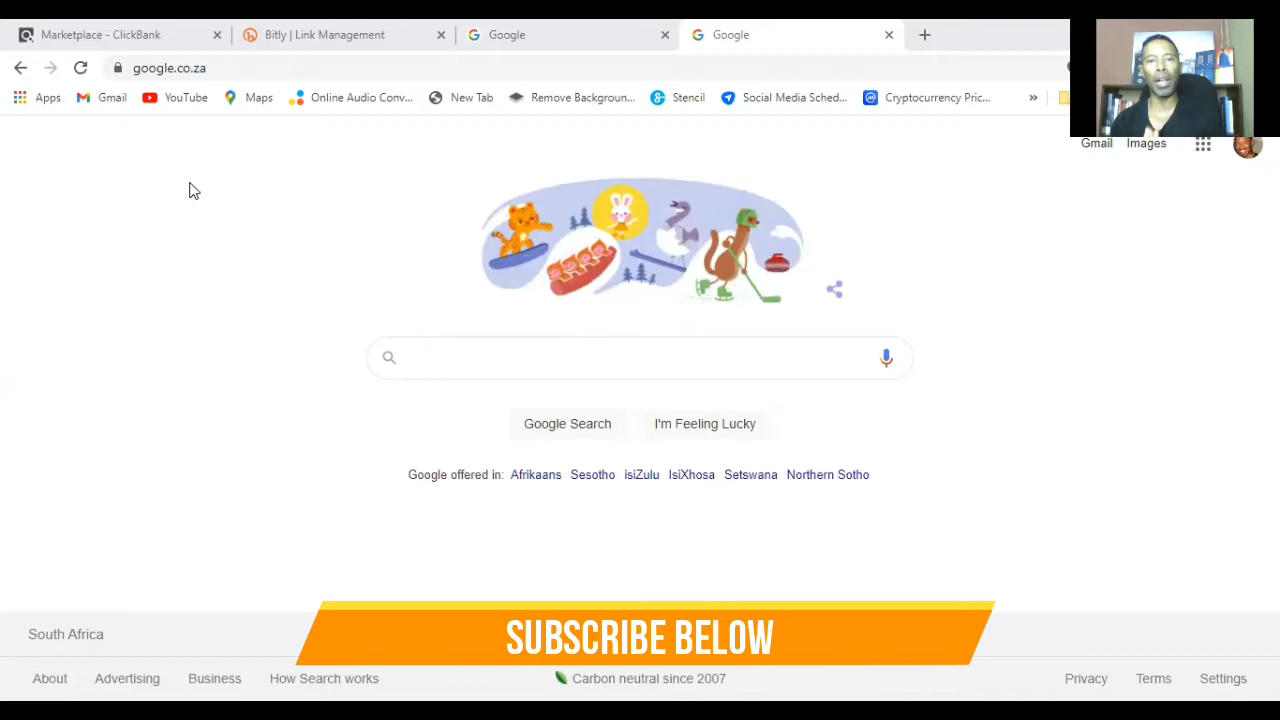 Marketplace - ClickBank
Bitly | Link Management
Google
Google
google.co.za
Apps
Gmail
YouTube
Maps
Online Audio Conv...
New Tab
Remove Backgroun...
Stencil
Social Media Sched...
Cryptocurrency Pric...
Gmail
Images
Google Search
I'm Feeling Lucky
Google offered in: Afrikaans Sesotho isiZulu IsiXhosa Setswana Northern Sotho
SUBSCRIBE BELOW
South Africa
About
Advertising
Business
How Search works
Carbon neutral since 2007
Privacy
Terms
Settings